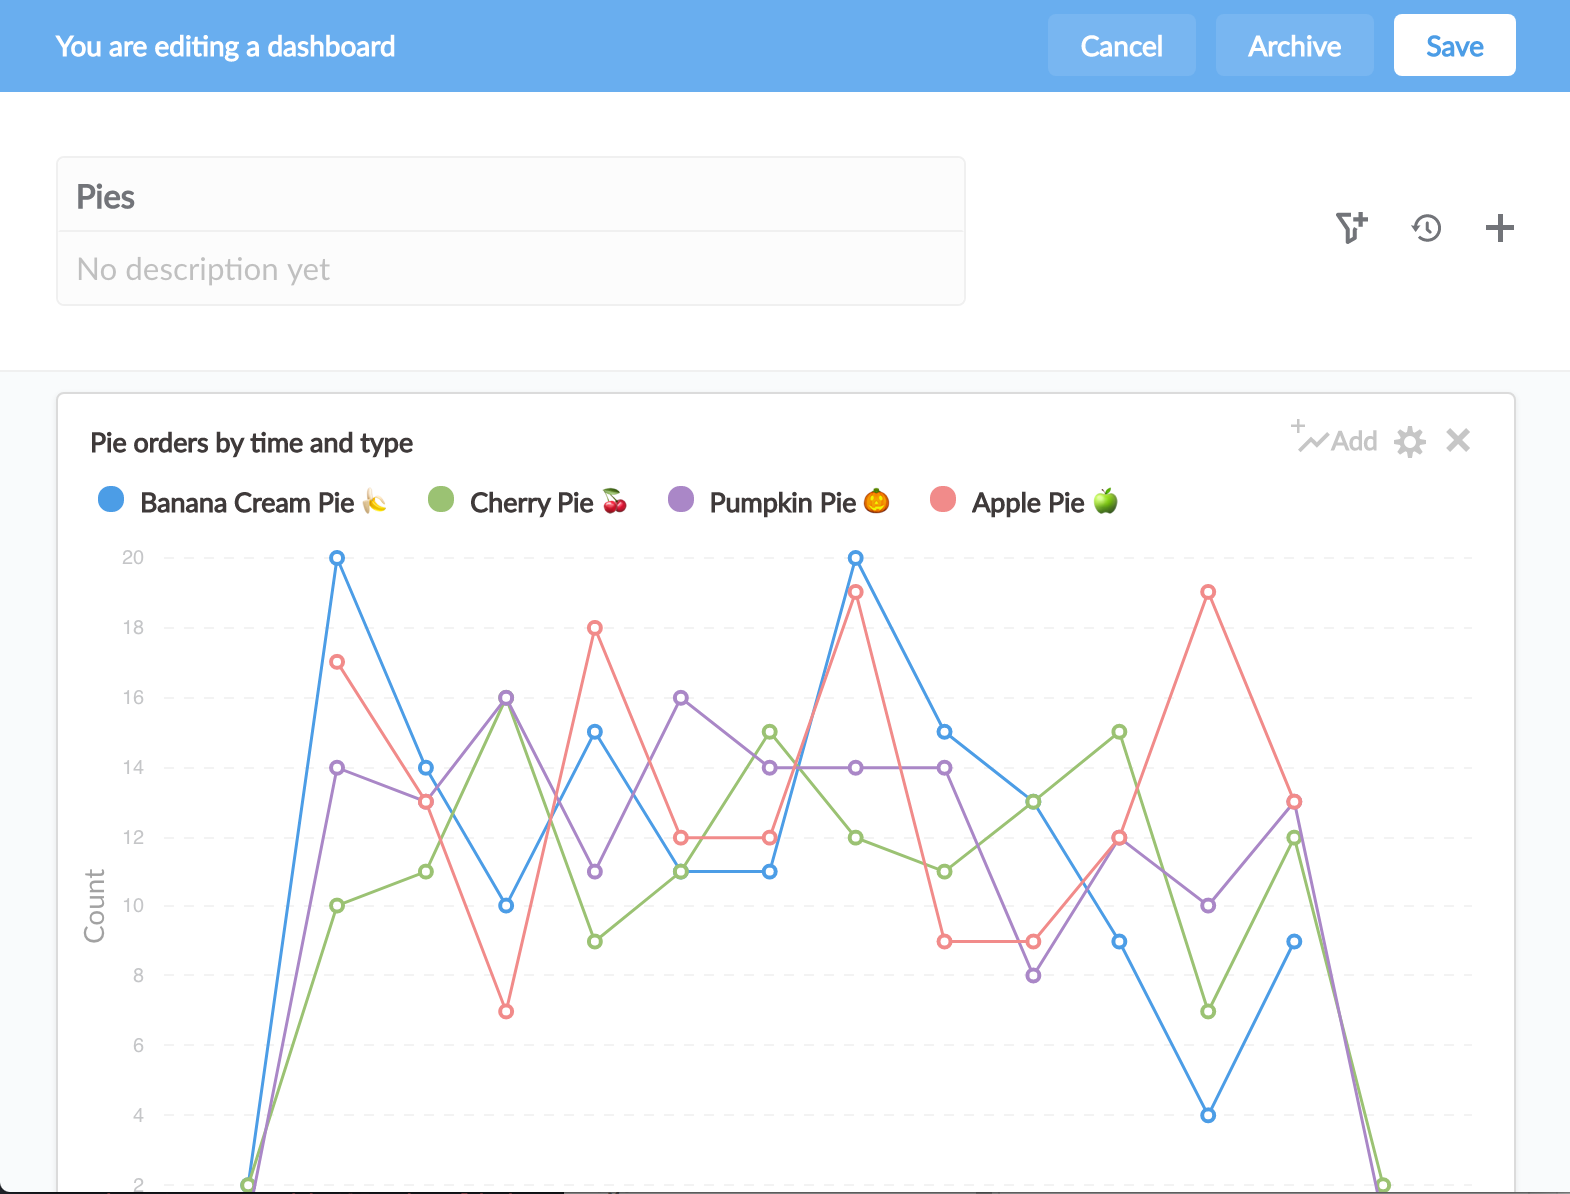 You are editing a dashboard
Cancel
Archive
Save
Pies
No description yet
Pie orders by time and type
Add
Banana Cream Pie 🍌 Cherry Pie 🍒 Pumpkin Pie 🎃 Apple Pie 🍏
20
18
16
14
12
10
8
6
4
2
Count